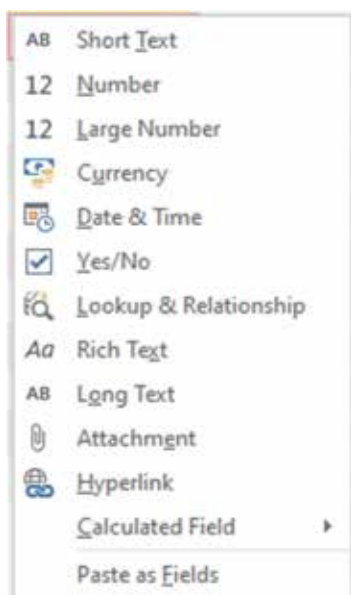 AB Short Text
12 Number
12 Large Number
Currency
Date & Time
Yes/No
Lookup & Relationship
Aa Rich Text
AB Long Text
Attachment
Hyperlink
Calculated Field
Paste as Fields